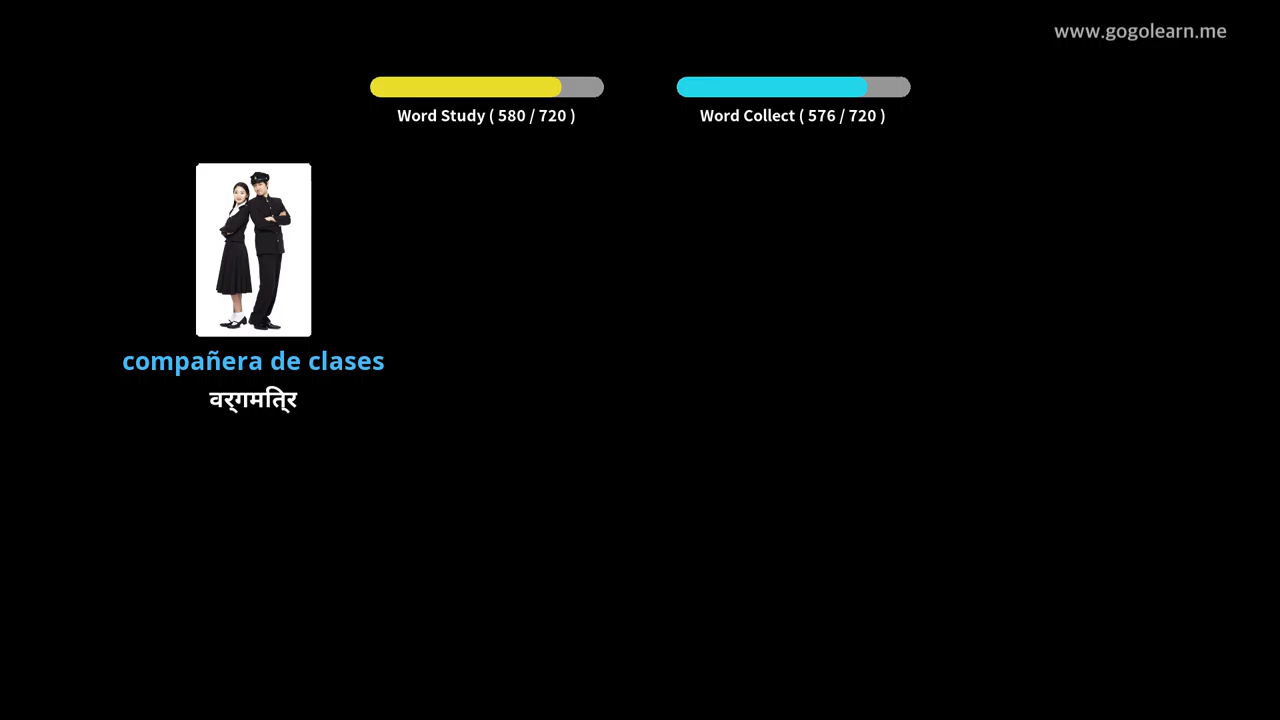 www.gogolearn.me
Word Study ( 580 / 720 )
Word Collect ( 576 / 720 )
compañera de clases
वर्गमित्र